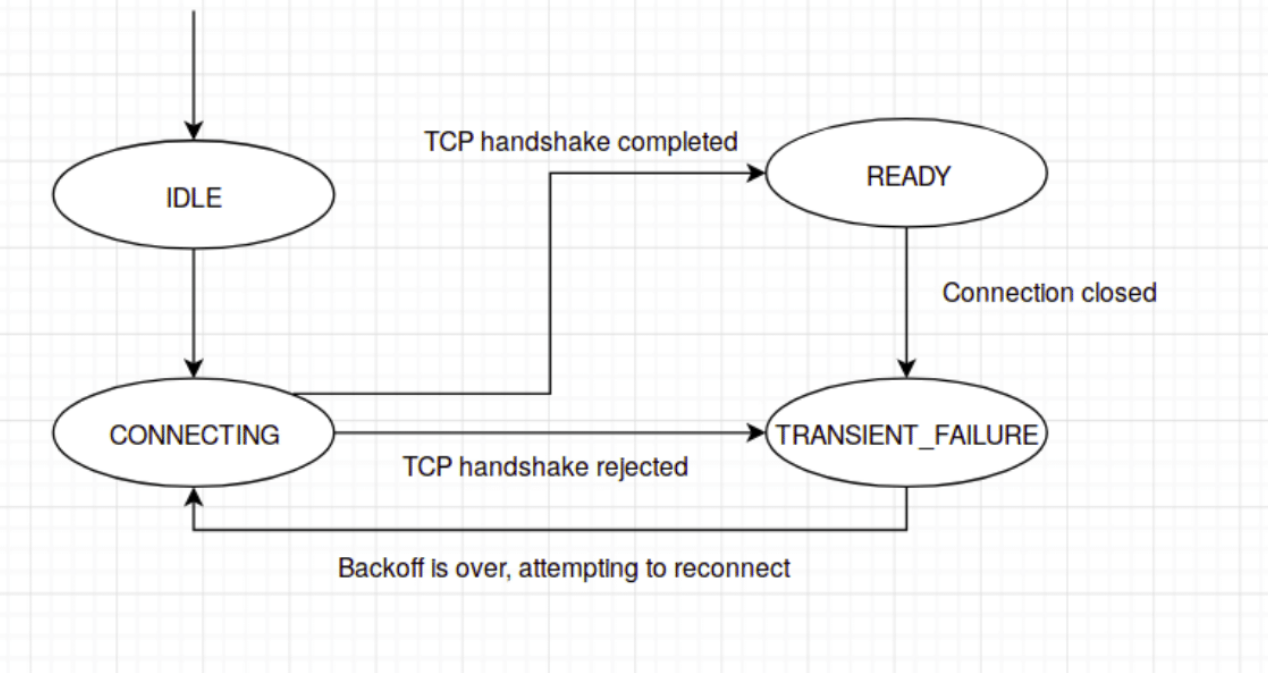 TCP handshake completed
IDLE
READY
Connection closed
CONNECTING
TRANSIENT_FAILURE
TCP handshake rejected
Backoff is over, attempting to reconnect